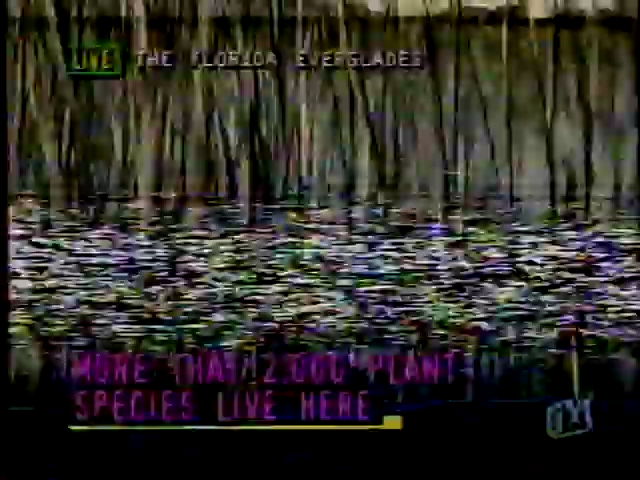 LIVE THE FLORIDA EVERGLADES
MORE THAN 2,000 PLANT
SPECIES LIVE HERE